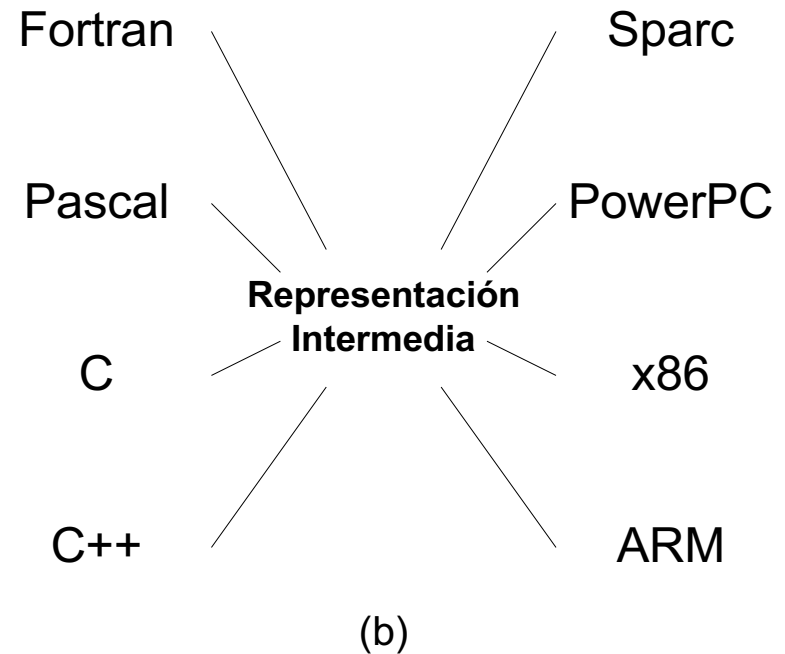 Fortran
Sparc
Pascal
PowerPC
Representación
Intermedia
C
x86
C++
ARM
(b)